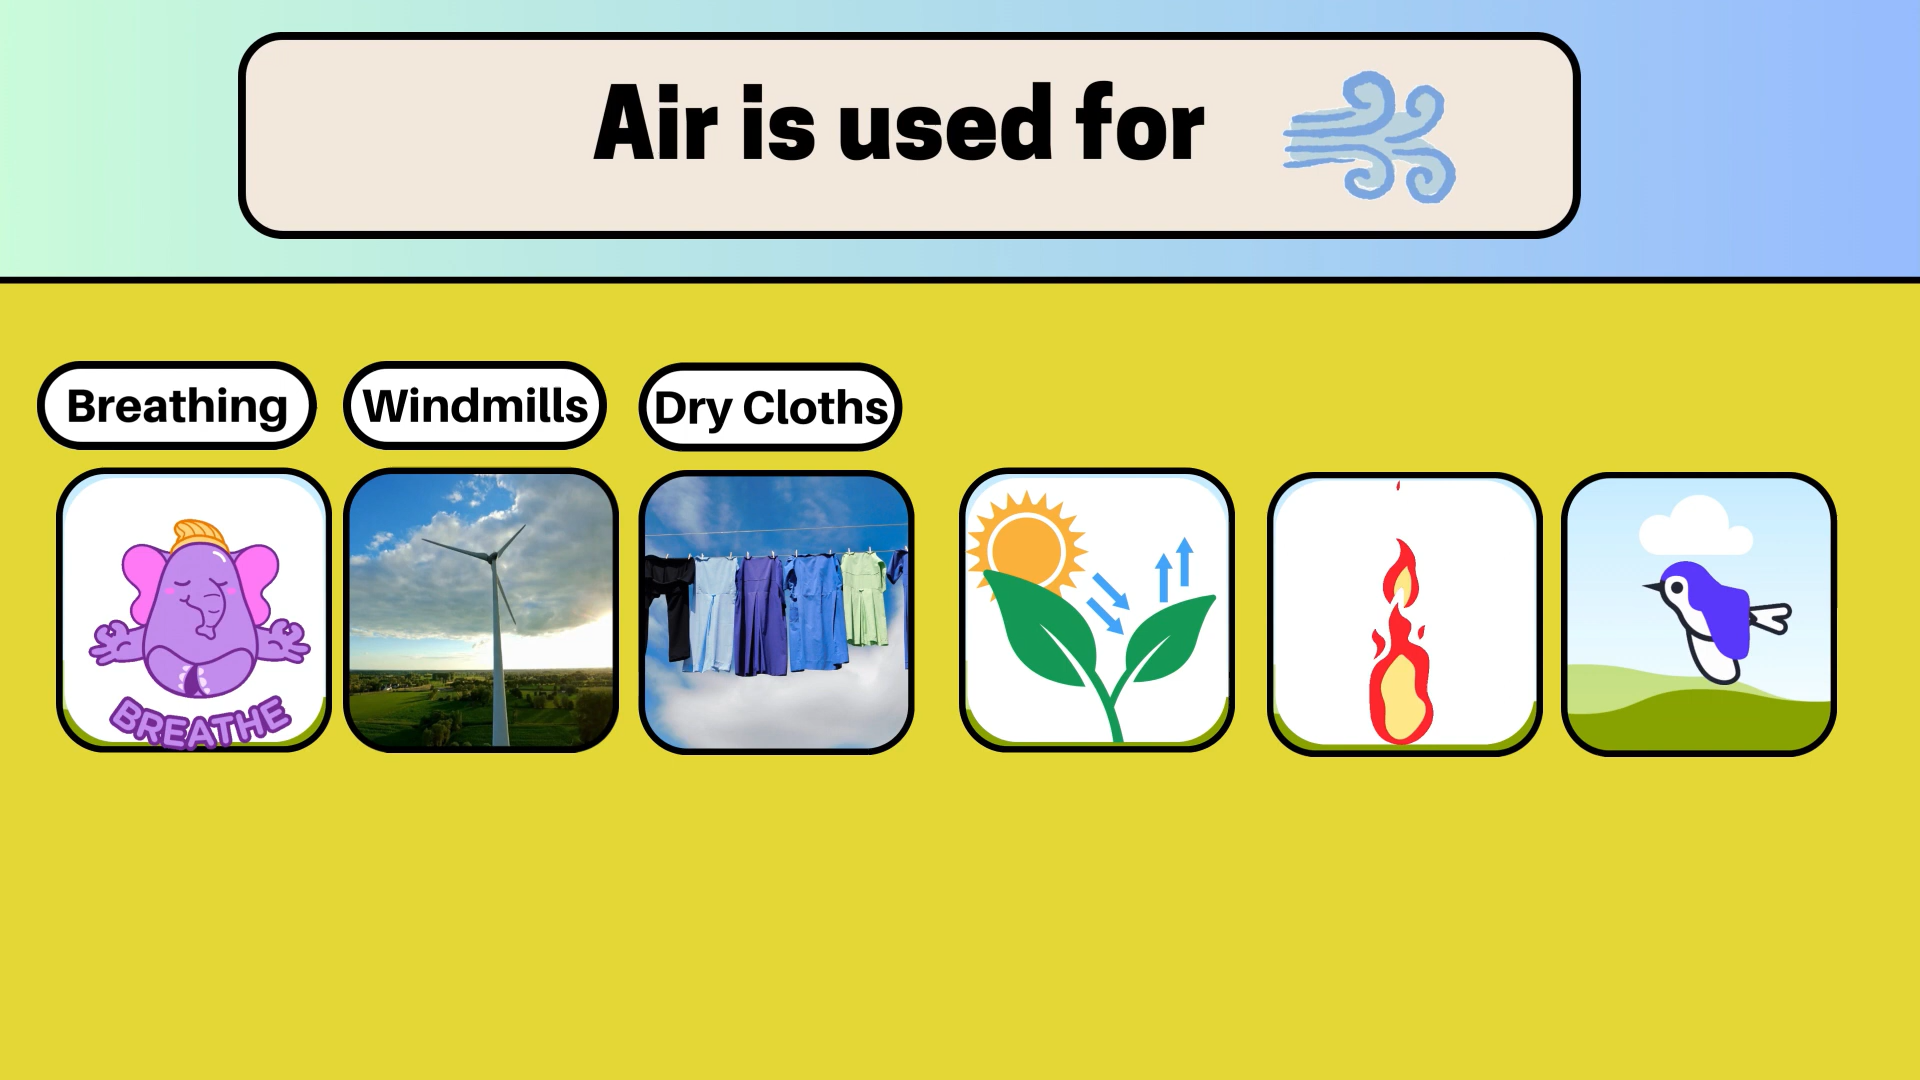 Air is used for
Breathing
Windmills
Dry Cloths
BREATHE